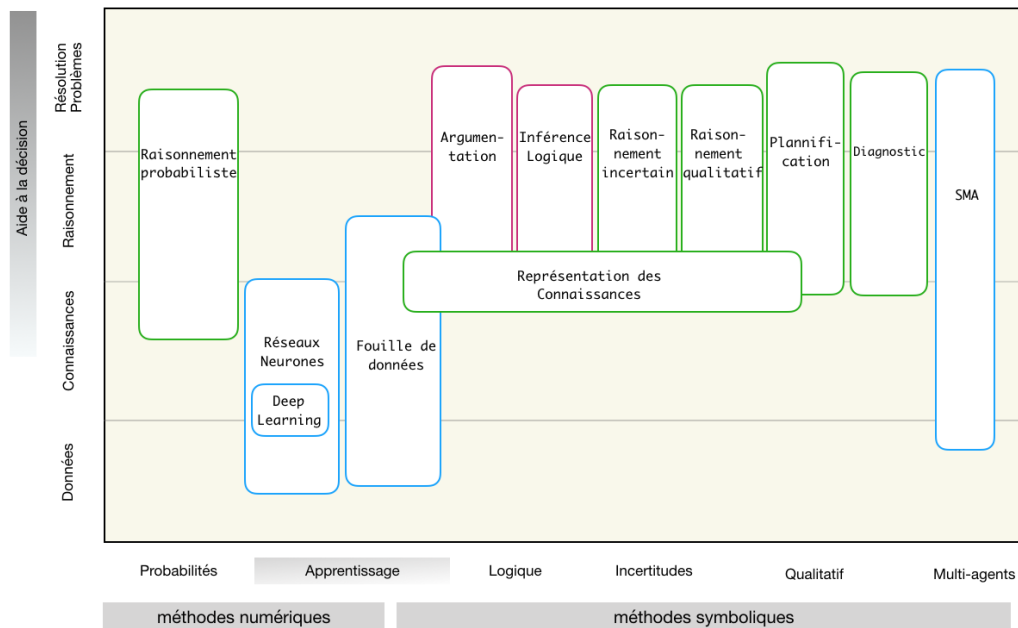 Aide à la décision
Résolution
Problèmes
Raisonnement
Connaissances
Données
Raisonnement
probabiliste
Réseaux
Neurones
Deep
Learning
Fouille de
données
Argumen-
tation
Inférence
Logique
Raison-
nement
incertain
Raison-
nement
qualitatif
Plannifi-
cation
Diagnostic
SMA
Représentation des
Connaissances
Probabilités
Apprentissage
Logique
Incertitudes
Qualitatif
Multi-agents
méthodes numériques
méthodes symboliques